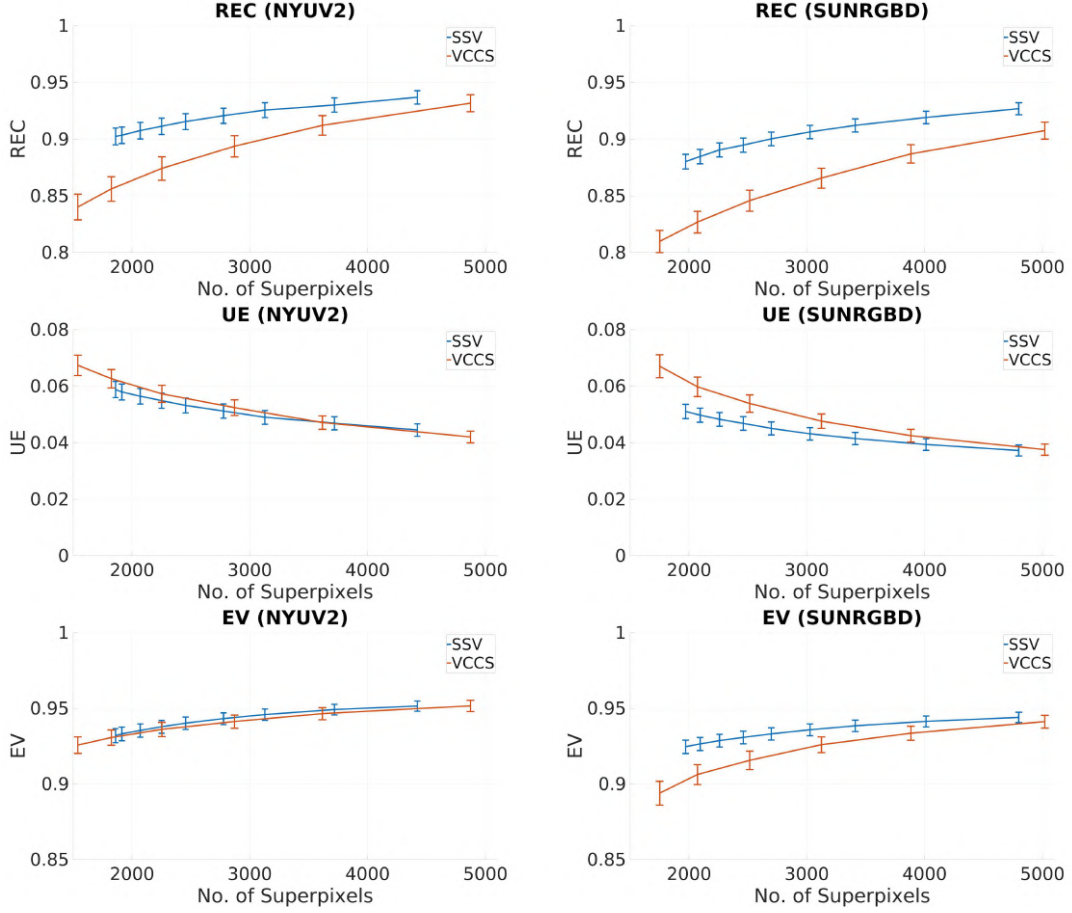 REC (NYUV2)
1
0.95
0.9
0.85
0.8
REC
SSV
VCCS
2000 3000 4000 5000
No. of Superpixels
REC (SUNRGBD)
1
0.95
0.9
0.85
0.8
REC
SSV
VCCS
2000 3000 4000 5000
No. of Superpixels
UE (NYUV2)
0.08
0.06
0.04
0.02
0
UE
SSV
VCCS
2000 3000 4000 5000
No. of Superpixels
UE (SUNRGBD)
0.08
0.06
0.04
0.02
0
UE
SSV
VCCS
2000 3000 4000 5000
No. of Superpixels
EV (NYUV2)
1
0.95
0.9
0.85
EV
SSV
VCCS
2000 3000 4000 5000
No. of Superpixels
EV (SUNRGBD)
1
0.95
0.9
0.85
EV
SSV
VCCS
2000 3000 4000 5000
No. of Superpixels